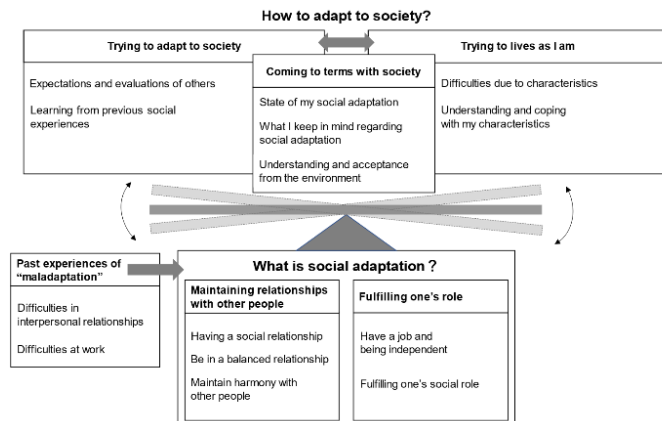 How to adapt to society?
Trying to adapt to society
Expectations and evaluations of others
Learning from previous social
experiences
Coming to terms with society
State of my social adaptation
What I keep in mind regarding
social adaptation
Understanding and acceptance
from the environment
Trying to lives as I am
Difficulties due to characteristics
Understanding and coping
with my characteristics
Past experiences of
“maladaptation”
Difficulties in
interpersonal relationships
Difficulties at work
What is social adaptation?
Maintaining relationships
with other people
Having a social relationship
Be in a balanced relationship
Maintain harmony with
other people
Fulfilling one’s role
Have a job and
being independent
Fulfilling one’s social role